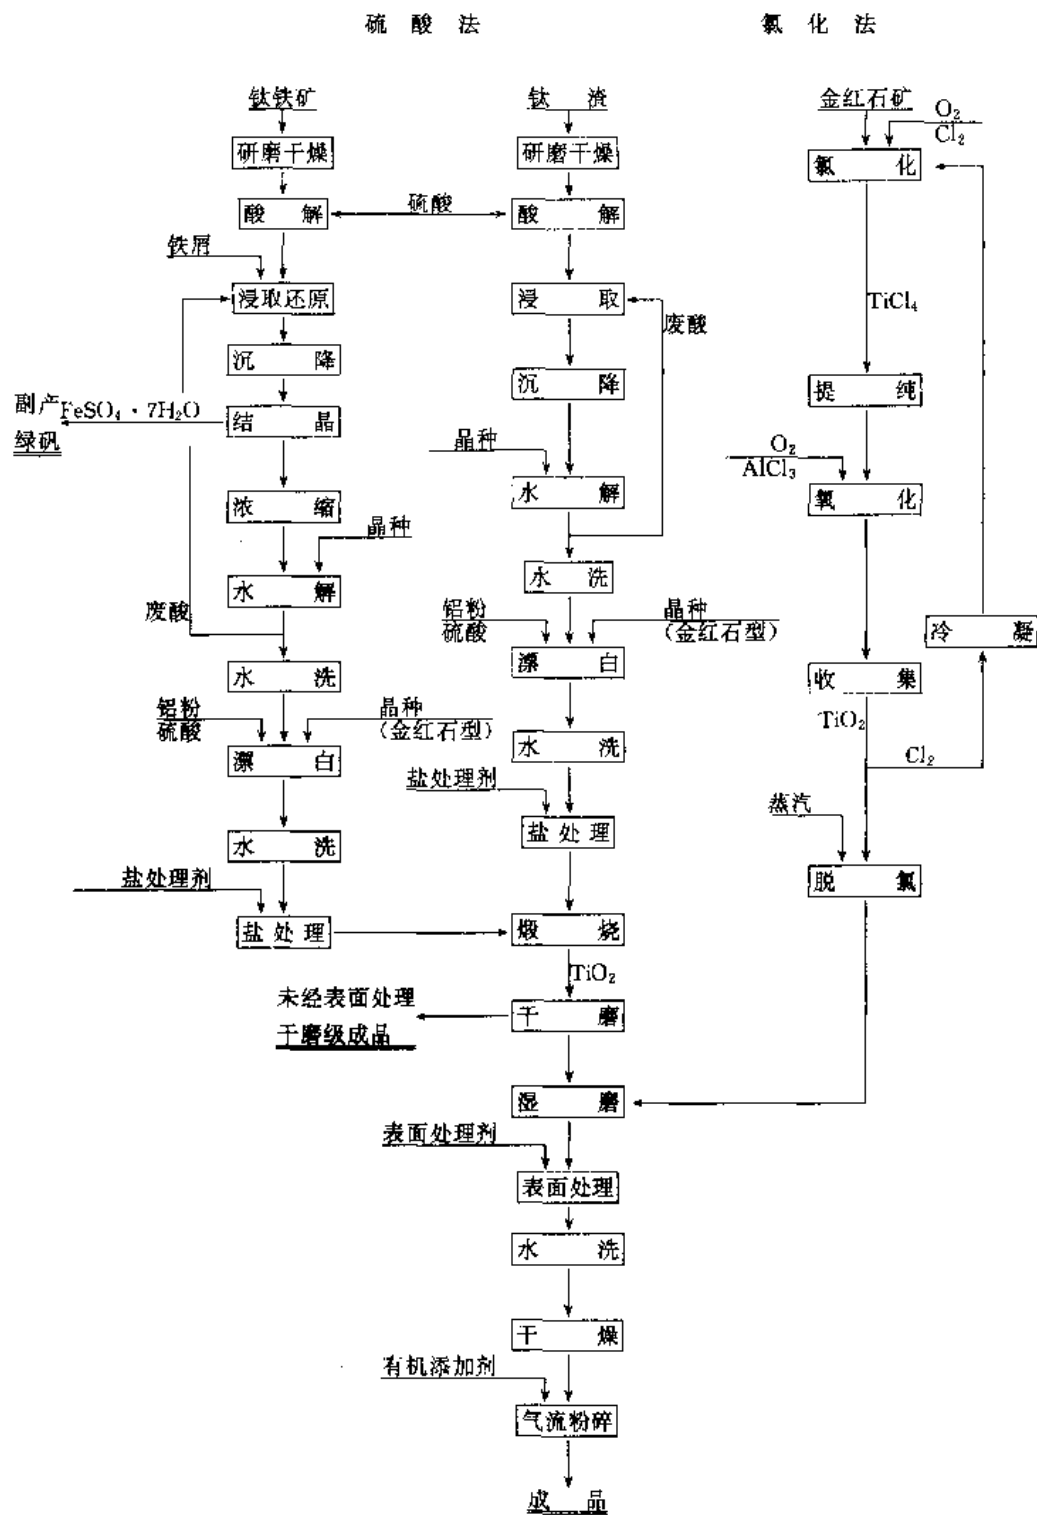 硫酸法 氯化法
钛铁矿 钛渣 金红石矿
O₂
Cl₂
研磨干燥 研磨干燥 氯化
硫酸
酸解 酸解
铁屑
浸取还原 浸取 TiCl₄
废酸
沉降 沉降 提纯
副产 FeSO₄·7H₂O
绿矾
结晶
晶种 O₂
AlCl₃
浓缩 水解 氧化
晶种
水解 水洗
废酸 铝粉 晶种
硫酸 (金红石型) 冷凝
水洗 漂白 收集
铝粉 晶种 TiO₂
硫酸 (金红石型)
漂白 水洗 Cl₂
盐处理剂 蒸汽
水洗 盐处理
盐处理剂 脱氯
盐处理 煅烧
TiO₂
未经表面处理
干磨级成品
干磨
湿磨
表面处理剂
表面处理
水洗
干燥
有机添加剂
气流粉碎
成品